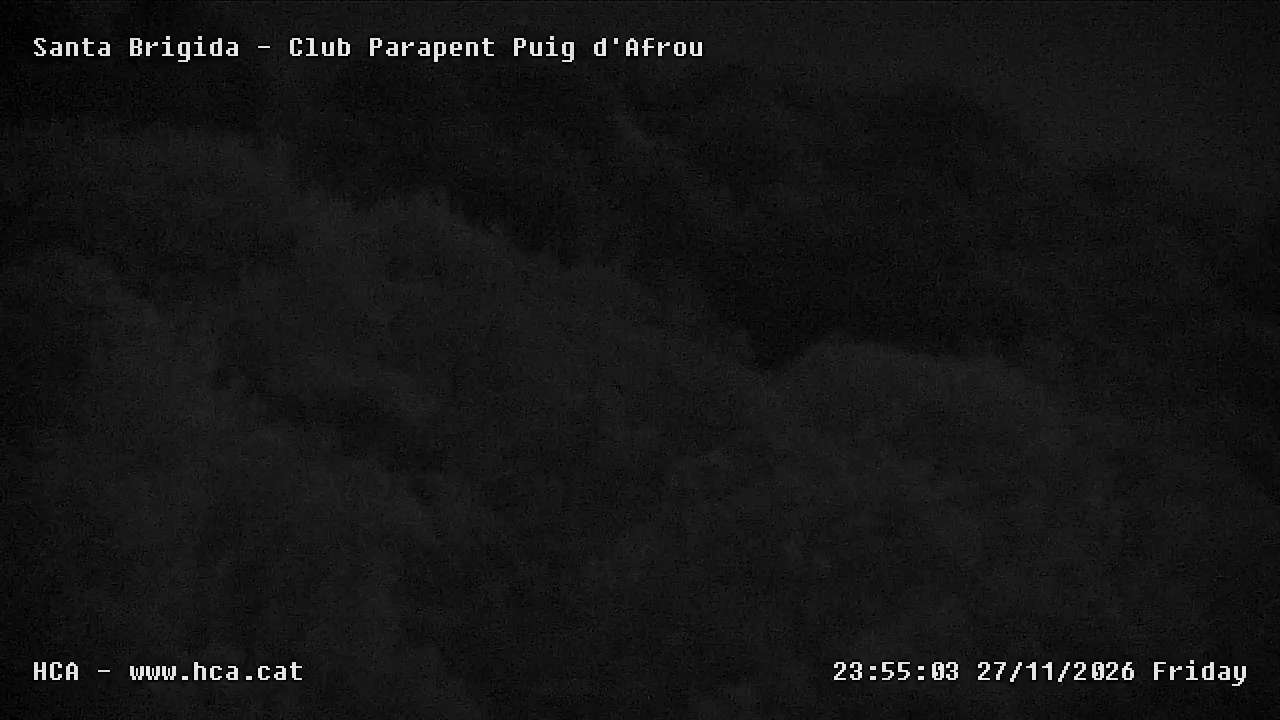 Santa Brigida - Club Parapent Puig d'Afrou
HCA - www.hca.cat
23:55:03 27/11/2026 Friday